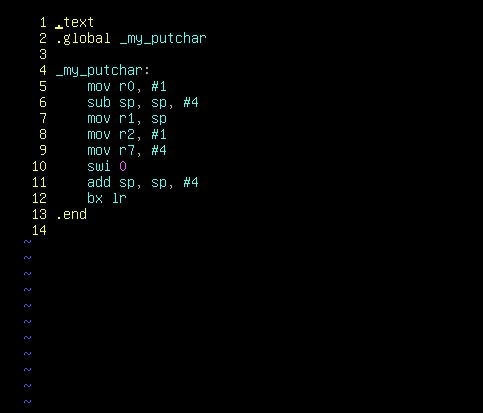 1 .text
2 .global _my_putchar
3
4 _my_putchar:
5 mov r0, #1
6 sub sp, sp, #4
7 mov r1, sp
8 mov r2, #1
9 mov r7, #4
10 swi 0
11 add sp, sp, #4
12 bx lr
13 .end
14
~
~
~
~
~
~
~
~
~
~
~